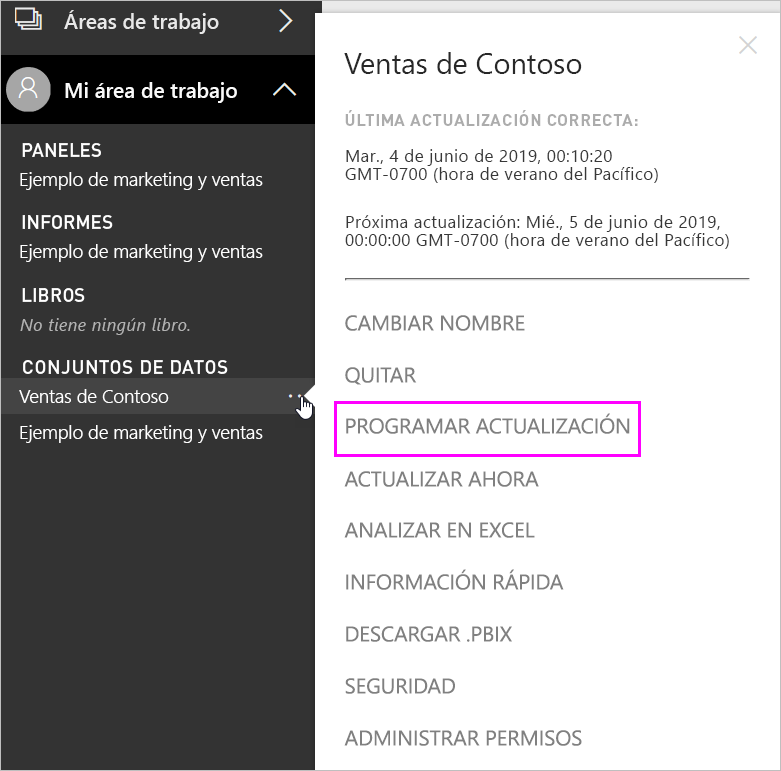 Áreas de trabajo
Mi área de trabajo
PANELES
Ejemplo de marketing y ventas
INFORMES
Ejemplo de marketing y ventas
LIBROS
No tiene ningún libro.
CONJUNTOS DE DATOS
Ventas de Contoso
Ejemplo de marketing y ventas
Ventas de Contoso
ÚLTIMA ACTUALIZACIÓN CORRECTA:
Mar., 4 de junio de 2019, 00:10:20
GMT-0700 (hora de verano del Pacífico)
Próxima actualización: Mié., 5 de junio de 2019,
00:00:00 GMT-0700 (hora de verano del Pacífico)
CAMBIAR NOMBRE
QUITAR
PROGRAMAR ACTUALIZACIÓN
ACTUALIZAR AHORA
ANALIZAR EN EXCEL
INFORMACIÓN RÁPIDA
DESCARGAR .PBIX
SEGURIDAD
ADMINISTRAR PERMISOS